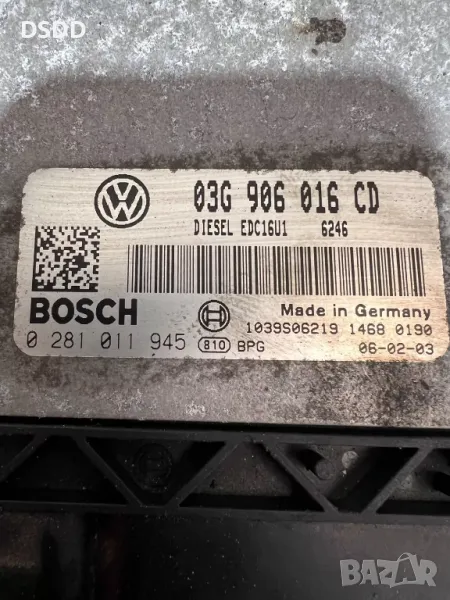 DSDD
03G 906 016 CD
DIESEL EDC16U1 6246
BOSCH
Made in Germany
1039S06219 1468 0190
0 281 011 945 810 BPG 06-02-03
BAZAR